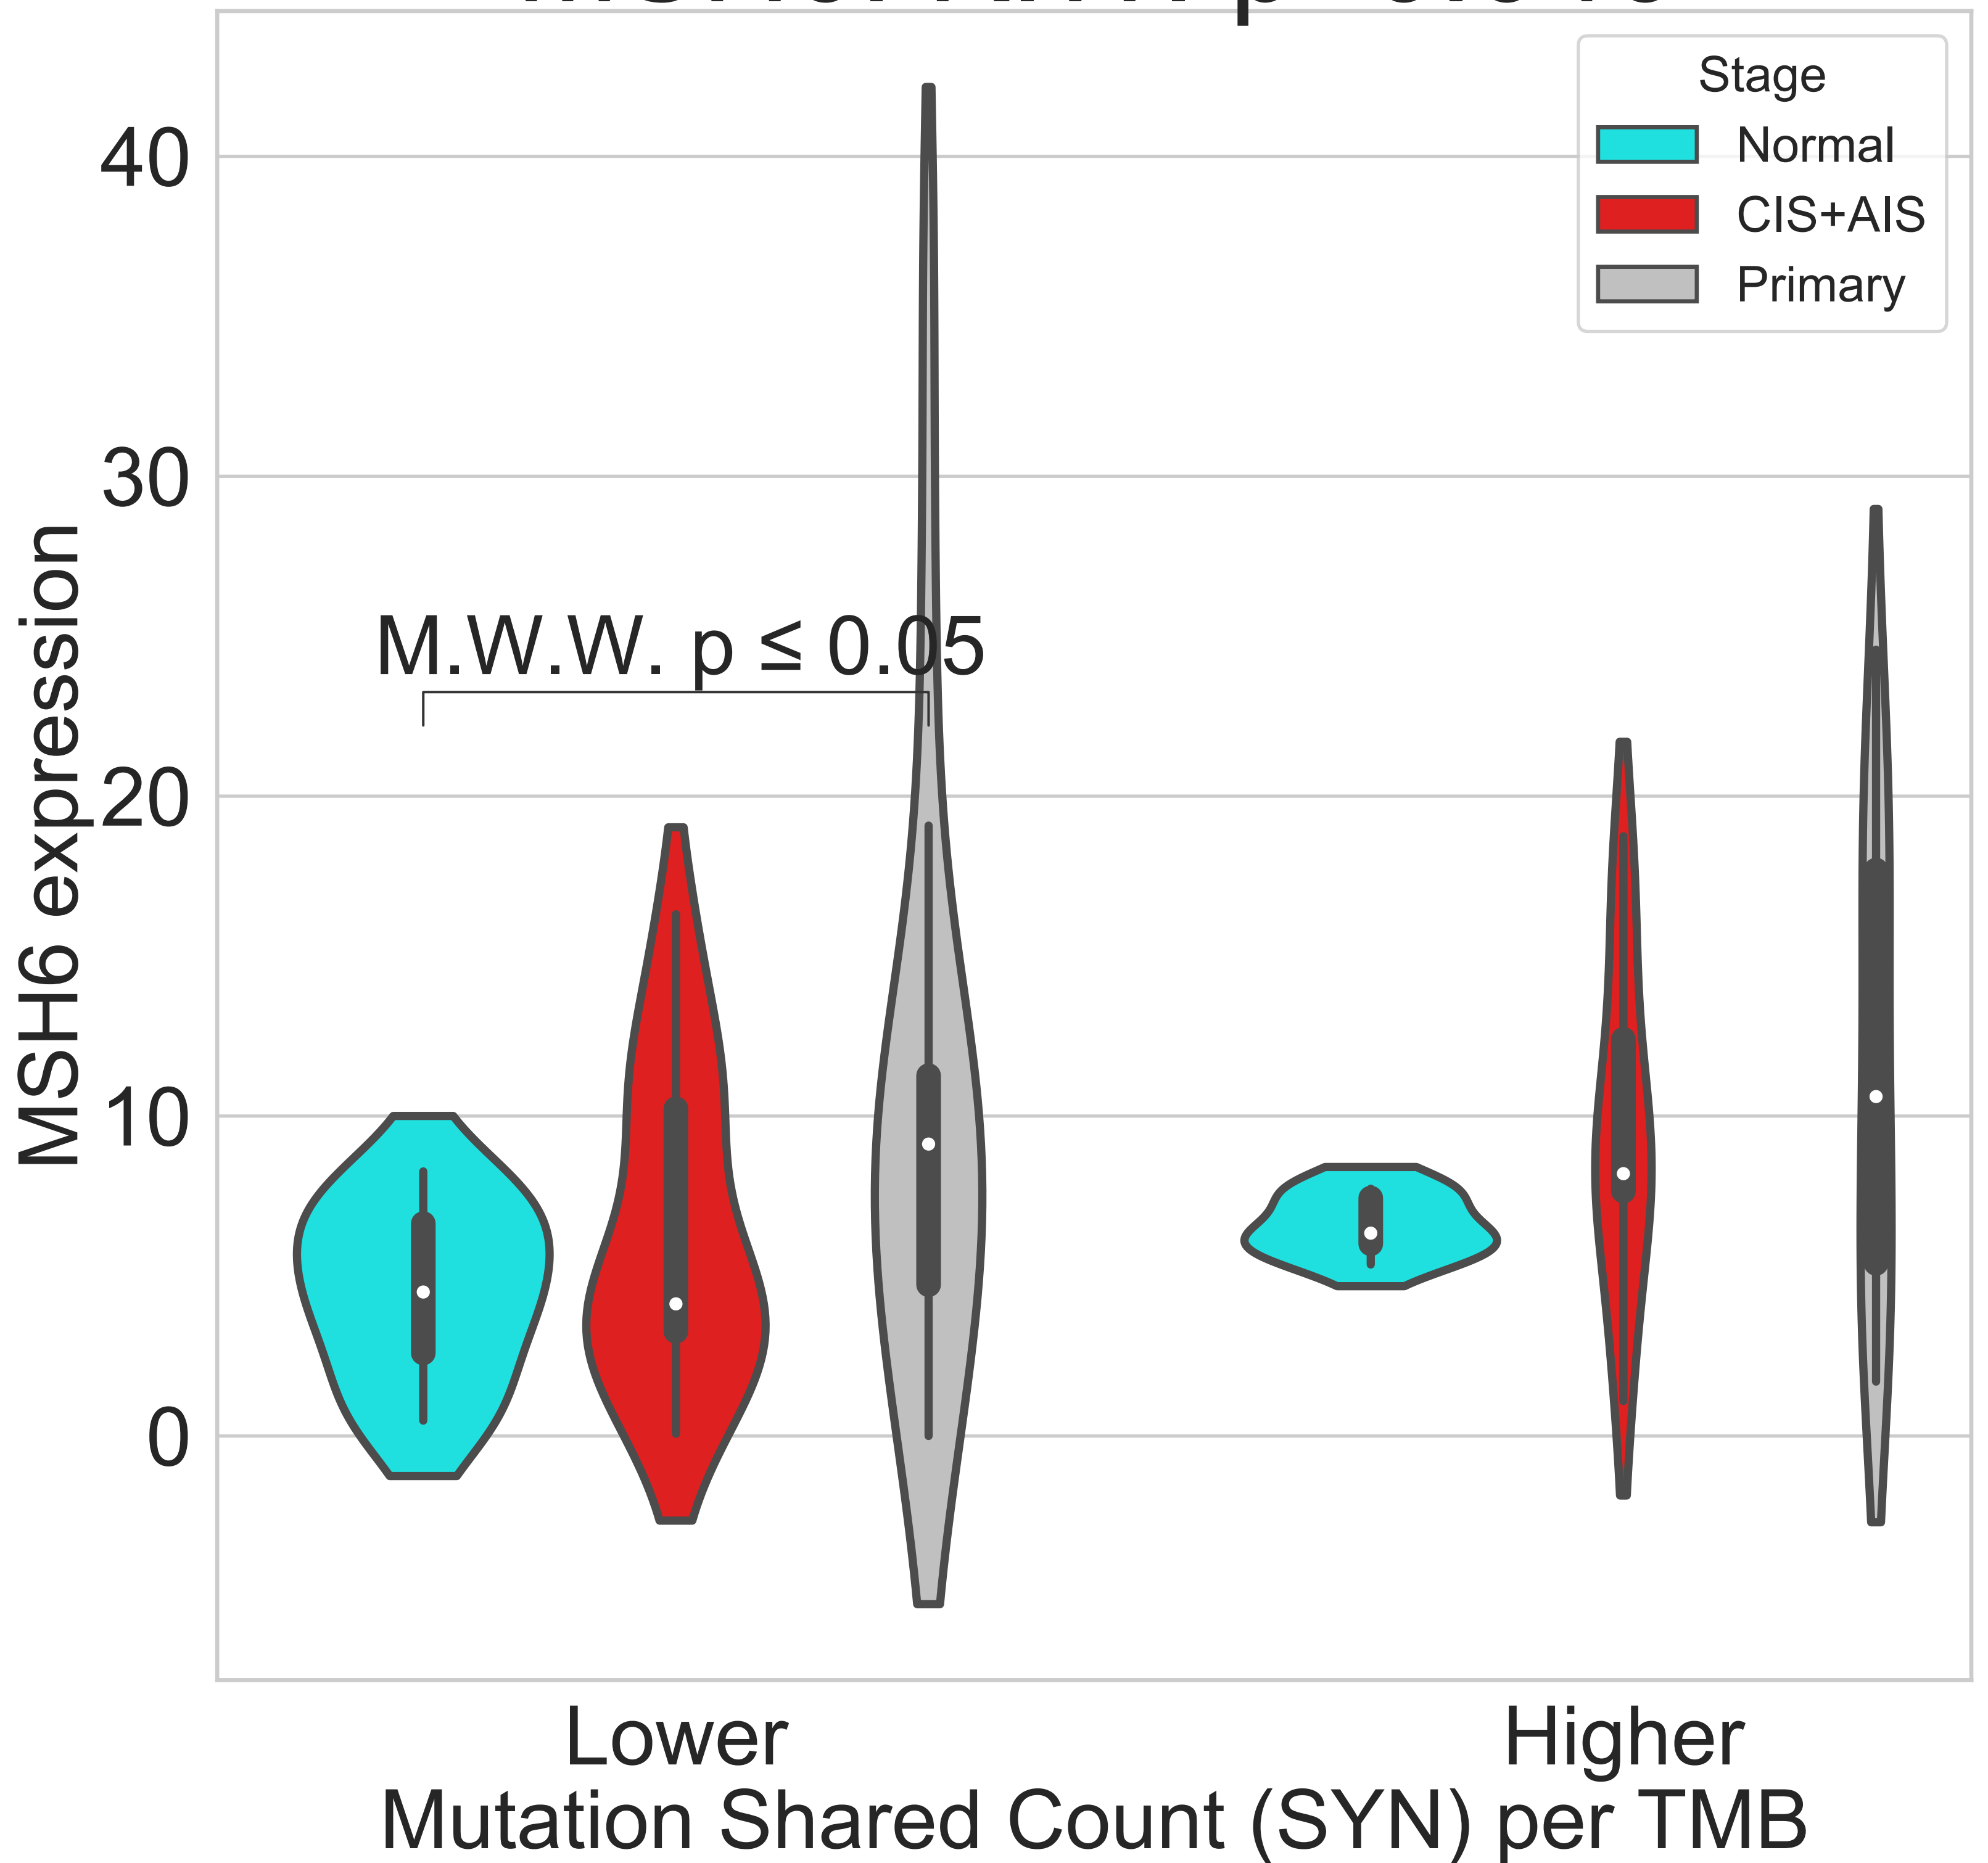 Stage
Normal
CIS+AIS
Primary
40
30
20
10
0
MSH6 expression
M.W.W. p ≤ 0.05
Lower
Higher
Mutation Shared Count (SYN) per TMB